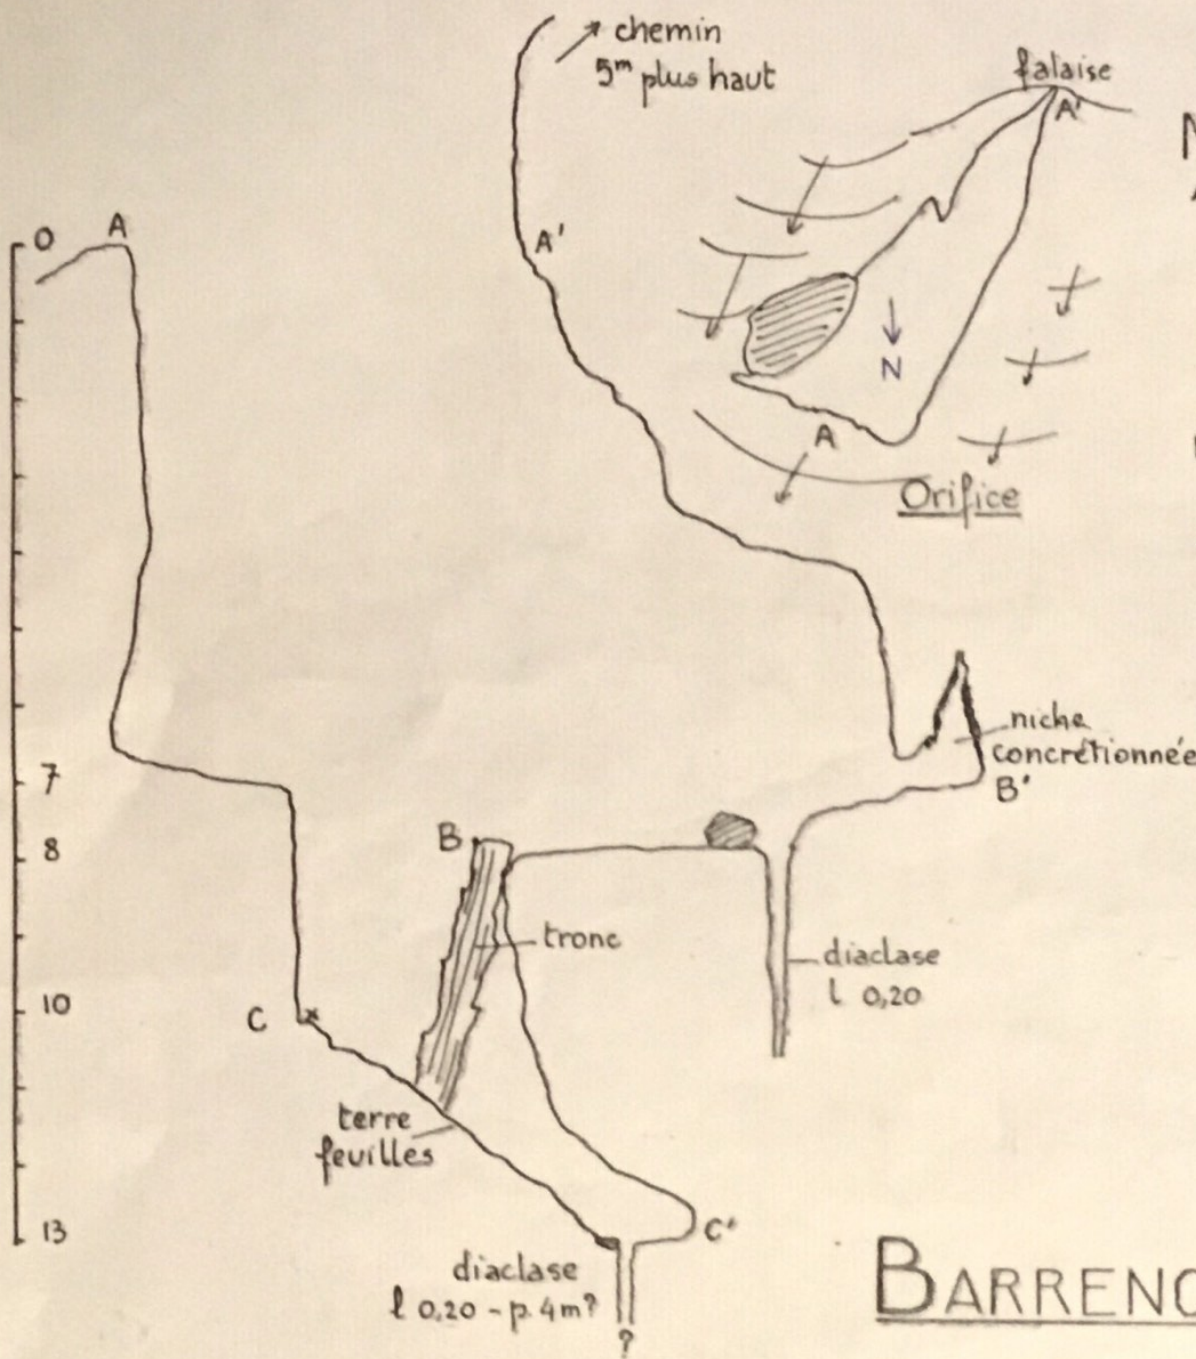 chemin
5m plus haut
falaise
A'
A
0
A'
N
A
Orifice
niche
concrétionnée
B'
7
B
8
tronc
diaclase
l 0,20
C
10
terre
feuilles
C'
13
diaclase
l 0,20 - p. 4m?
?
BARRENC